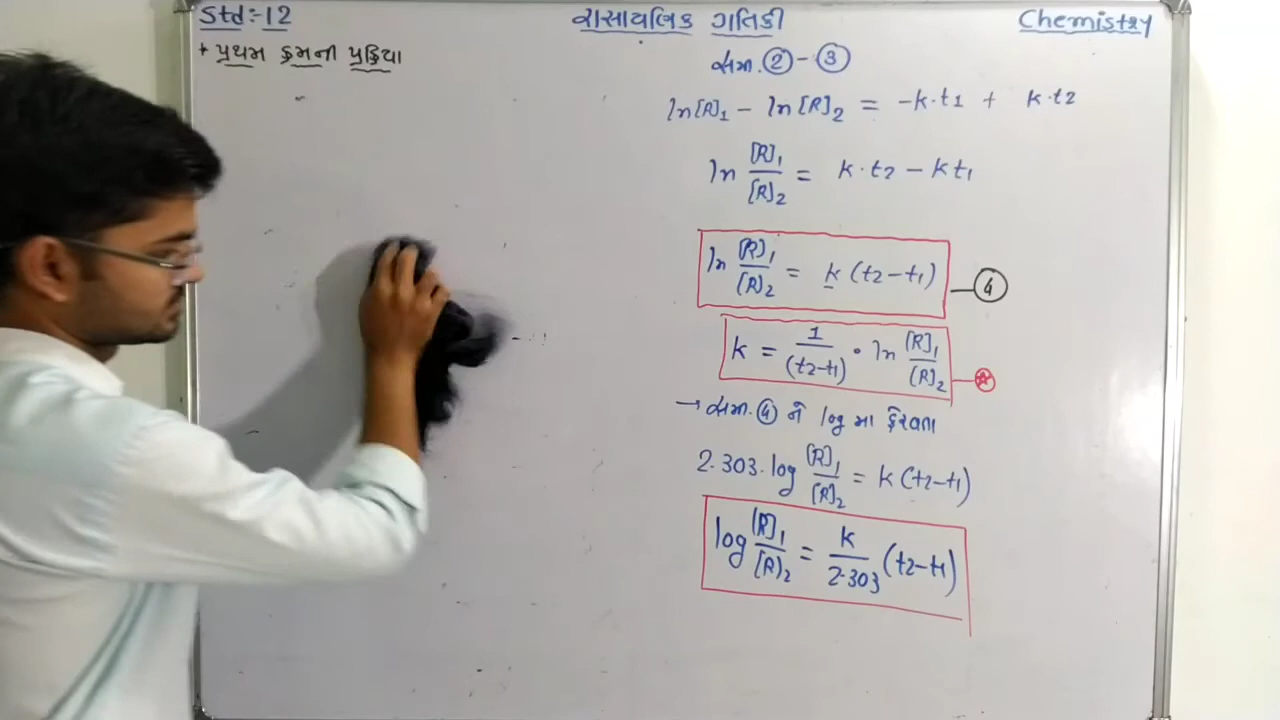 Std:-12
રાસાયણિક ગતિકી
Chemistry
+ પ્રથમ ક્રમની પ્રક્રિયા
સમ. ② - ③
ln[R]₁ - ln[R]₂ = -k·t₁ + k·t₂
ln [R]₁/[R]₂ = k·t₂ - kt₁
ln [R]₁/[R]₂ = k (t₂-t₁) — ④
k = 1/(t₂-t₁) · ln [R]₁/[R]₂
→ સમ. ④ ને log મા ફેરવતા
2.303.log [R]₁/[R]₂ = k (t₂-t₁)
log [R]₁/[R]₂ = k/2.303 (t₂-t₁)